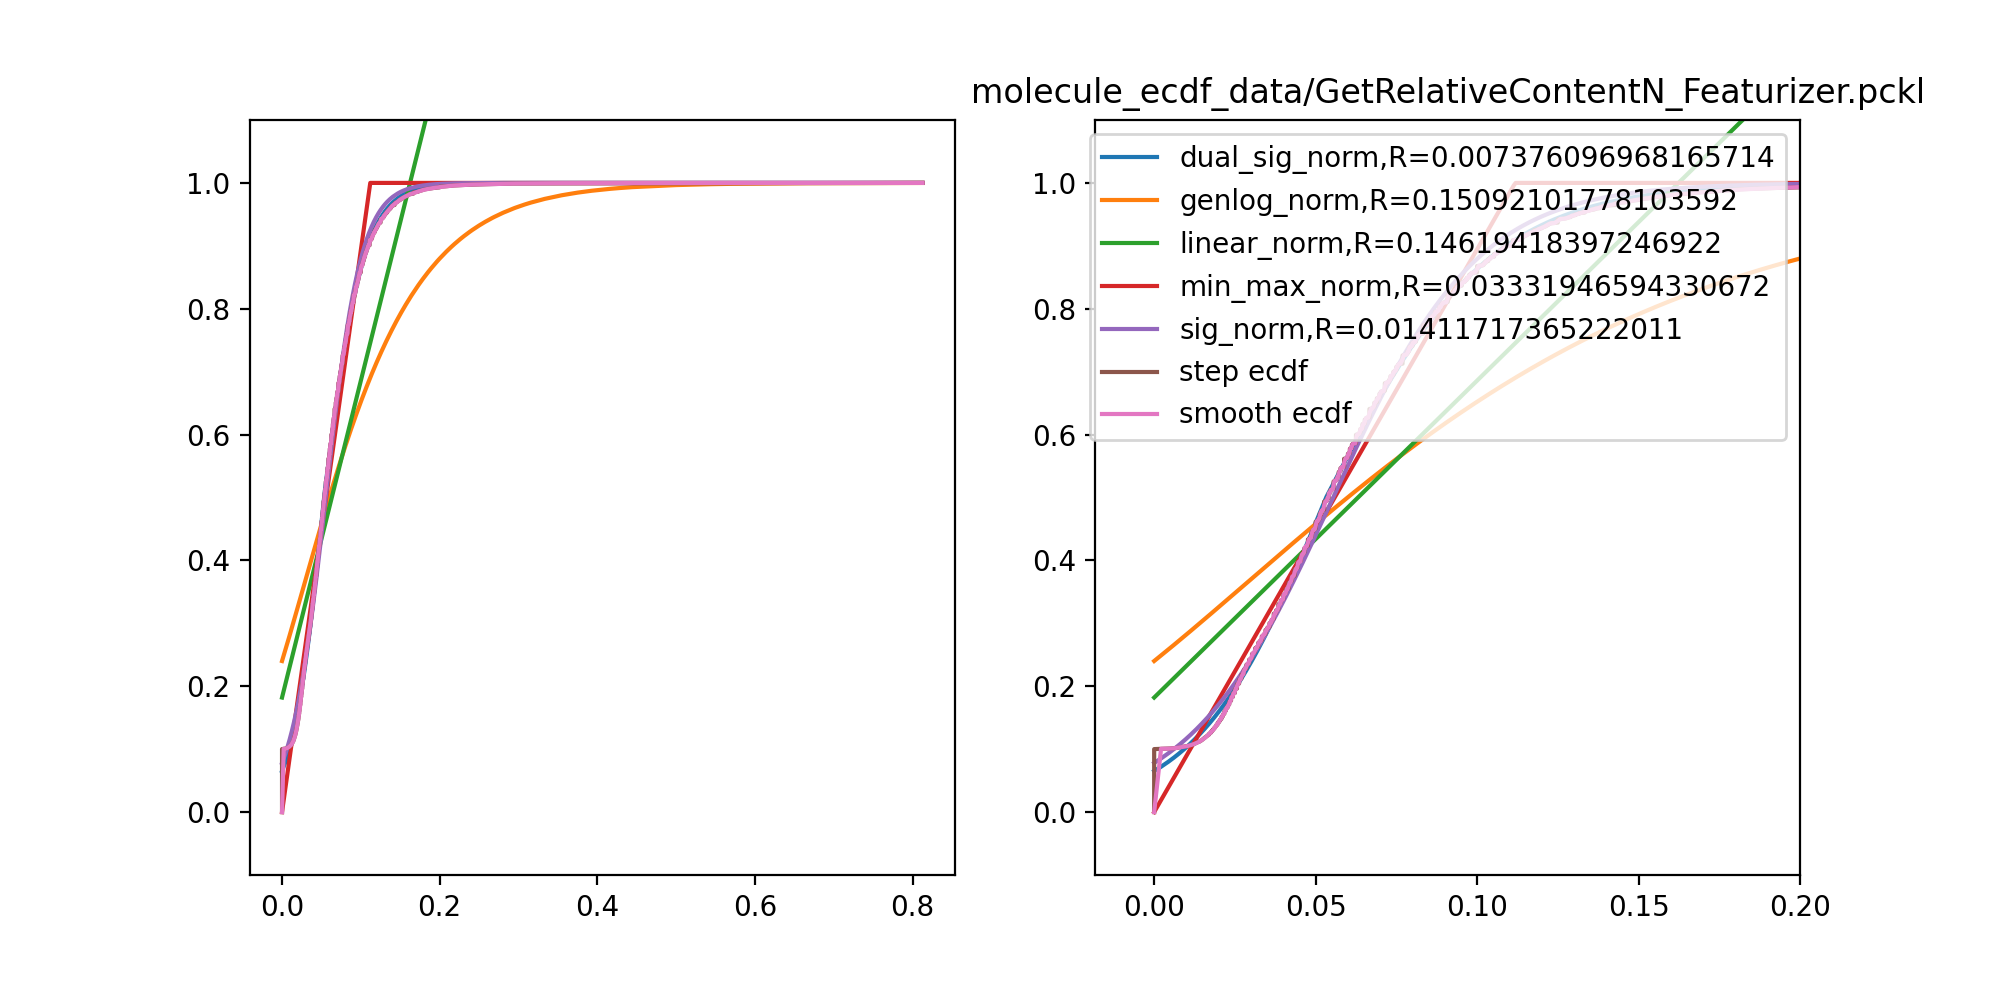 molecule_ecdf_data/GetRelativeContentN_Featurizer.pckl
1.0
0.8
0.6
0.4
0.2
0.0
0.0 0.2 0.4 0.6 0.8
1.0
0.8
0.6
0.4
0.2
0.0
0.00 0.05 0.10 0.15 0.20
dual_sig_norm,R=0.007376096968165714
genlog_norm,R=0.15092101778103592
linear_norm,R=0.14619418397246922
min_max_norm,R=0.03331946594330672
sig_norm,R=0.01411717365222011
step ecdf
smooth ecdf